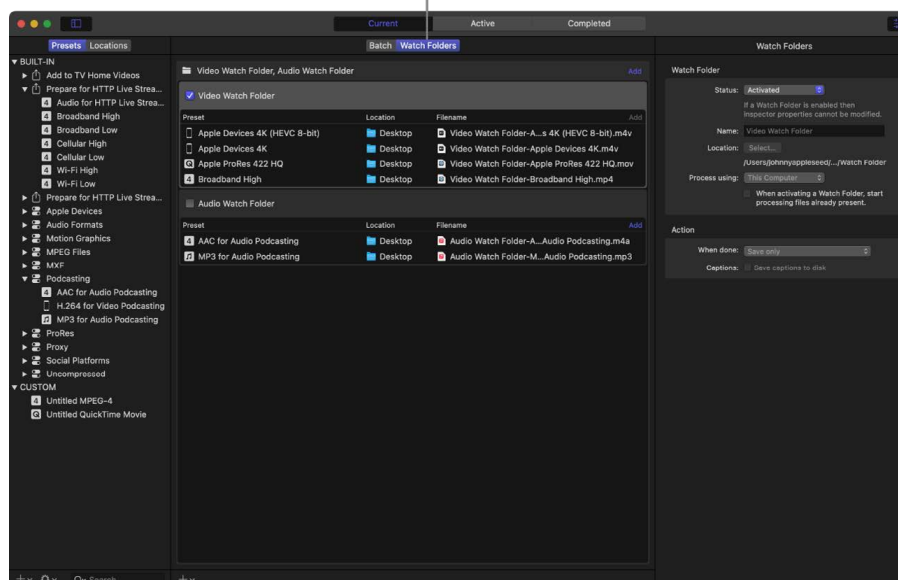 Current Active Completed
Presets Locations
Batch Watch Folders
Watch Folders
BUILT-IN
Add to TV Home Videos
Prepare for HTTP Live Strea...
Audio for HTTP Live Strea...
Broadband High
Broadband Low
Cellular High
Cellular Low
Wi-Fi High
Wi-Fi Low
Prepare for HTTP Live Strea...
Apple Devices
Audio Formats
Motion Graphics
MPEG Files
MXF
Podcasting
AAC for Audio Podcasting
H.264 for Video Podcasting
MP3 for Audio Podcasting
ProRes
Proxy
Social Platforms
Uncompressed
CUSTOM
Untitled MPEG-4
Untitled QuickTime Movie
Search
Video Watch Folder, Audio Watch Folder Add
Video Watch Folder
Preset Location Filename Add
Apple Devices 4K (HEVC 8-bit) Desktop Video Watch Folder-A...s 4K (HEVC 8-bit).m4v
Apple Devices 4K Desktop Video Watch Folder-Apple Devices 4K.m4v
Apple ProRes 422 HQ Desktop Video Watch Folder-Apple ProRes 422 HQ.mov
Broadband High Desktop Video Watch Folder-Broadband High.mp4
Audio Watch Folder
Preset Location Filename Add
AAC for Audio Podcasting Desktop Audio Watch Folder-A...Audio Podcasting.m4a
MP3 for Audio Podcasting Desktop Audio Watch Folder-M...Audio Podcasting.mp3
Watch Folder
Status: Activated
If a Watch Folder is enabled then
inspector properties cannot be modified.
Name: Video Watch Folder
Location: Select...
/Users/johnnyappleseed/.../Watch Folder
Process using: This Computer
When activating a Watch Folder, start
processing files already present.
Action
When done: Save only
Captions: Save captions to disk